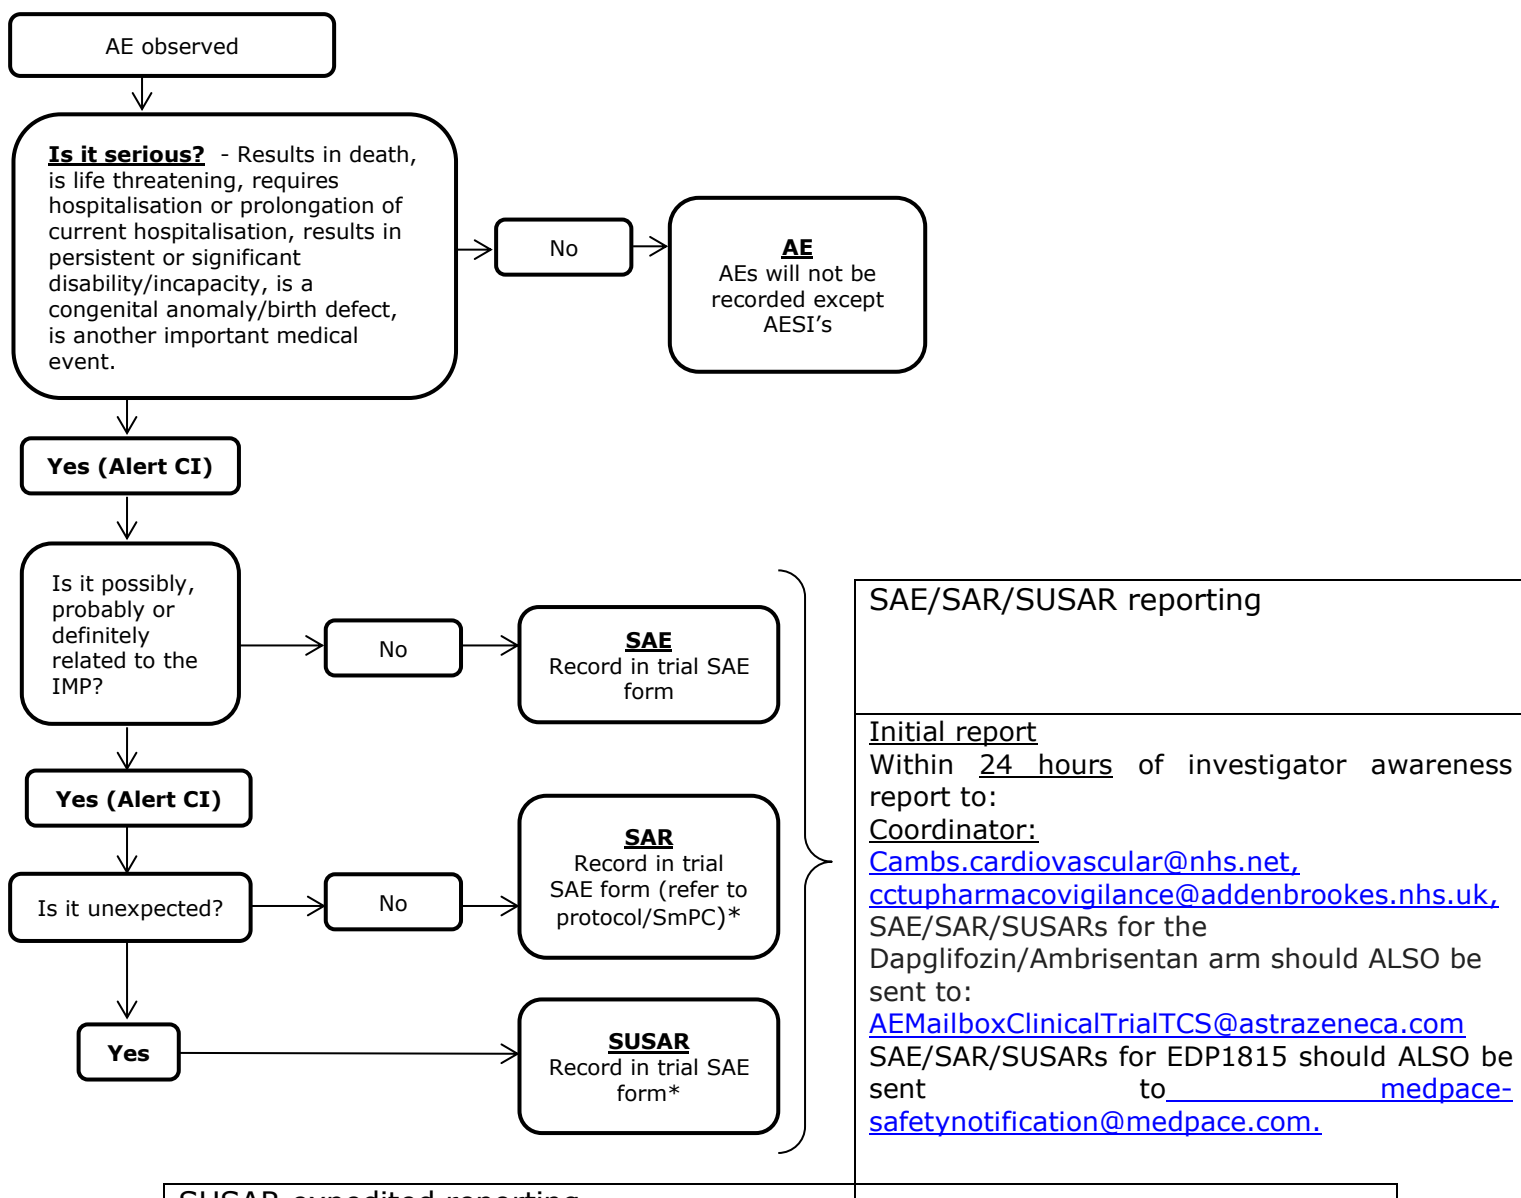 AE observed
Is it serious? - Results in death,
is life threatening, requires
hospitalisation or prolongation of
current hospitalisation, results in
persistent or significant
disability/incapacity, is a
congenital anomaly/birth defect,
is another important medical
event.
No
AE
AEs will not be
recorded except
AESI's
Yes (Alert CI)
Is it possibly,
probably or
definitely
related to the
IMP?
No
SAE
Record in trial SAE
form
Yes (Alert CI)
Is it unexpected?
No
SAR
Record in trial
SAE form (refer to
protocol/SmPC)*
Yes
SUSAR
Record in trial SAE
form*
SAE/SAR/SUSAR reporting
Initial report
Within 24 hours of investigator awareness
report to:
Coordinator:
Cambs.cardiovascular@nhs.net,
cctupharmacovigilance@addenbrookes.nhs.uk,
SAE/SAR/SUSARs for the
Dapglifozin/Ambrisentan arm should ALSO be
sent to:
AEMailboxClinicalTrialTCS@astrazeneca.com
SAE/SAR/SUSARs for EDP1815 should ALSO be
sent to medpace-
safetynotification@medpace.com.
SUSAR expedited reporting